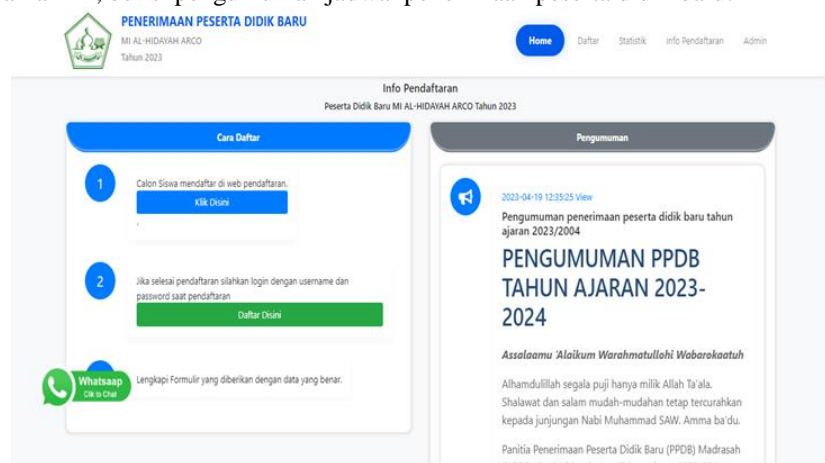 PENERIMAAN PESERTA DIDIK BARU
MI AL-HIDAYAH ARCO
Tahun 2023
Home Daftar Statistik Info Pendaftaran Admin
Info Pendaftaran
Peserta Didik Baru MI AL-HIDAYAH ARCO Tahun 2023
Cara Daftar
1
Calon Siswa mendaftar di web pendaftaran.
Klik Disini
.
2
Jika selesai pendaftaran silahkan login dengan username dan
password saat pendaftaran
Daftar Disini
Lengkapi Formulir yang diberikan dengan data yang benar.
Whatsaap
Clik to Chat
Pengumuman
2023-04-19 12:35:25 View
Pengumuman penerimaan peserta didik baru tahun
ajaran 2023/2004
PENGUMUMAN PPDB
TAHUN AJARAN 2023-
2024
Assalaamu 'Alaikum Warahmatullohi Wabarokaatuh
Alhamdulillah segala puji hanya milik Allah Ta'ala.
Shalawat dan salam mudah-mudahan tetap tercurahkan
kepada junjungan Nabi Muhammad SAW. Amma ba'du.
Panitia Penerimaan Peserta Didik Baru (PPDB) Madrasah